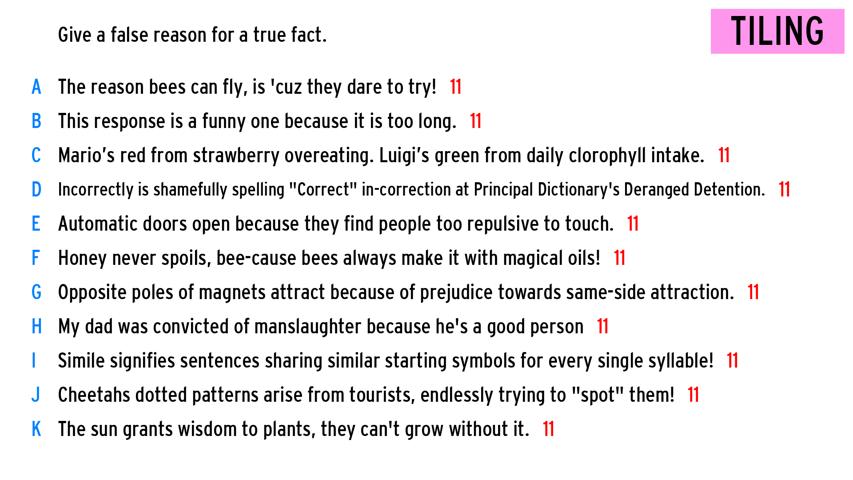 Give a false reason for a true fact.
TILING
A The reason bees can fly, is 'cuz they dare to try! 11
B This response is a funny one because it is too long. 11
C Mario's red from strawberry overeating. Luigi's green from daily clorophyll intake. 11
D Incorrectly is shamefully spelling "Correct" in-correction at Principal Dictionary's Deranged Detention. 11
E Automatic doors open because they find people too repulsive to touch. 11
F Honey never spoils, bee-cause bees always make it with magical oils! 11
G Opposite poles of magnets attract because of prejudice towards same-side attraction. 11
H My dad was convicted of manslaughter because he's a good person 11
I Simile signifies sentences sharing similar starting symbols for every single syllable! 11
J Cheetahs dotted patterns arise from tourists, endlessly trying to "spot" them! 11
K The sun grants wisdom to plants, they can't grow without it. 11